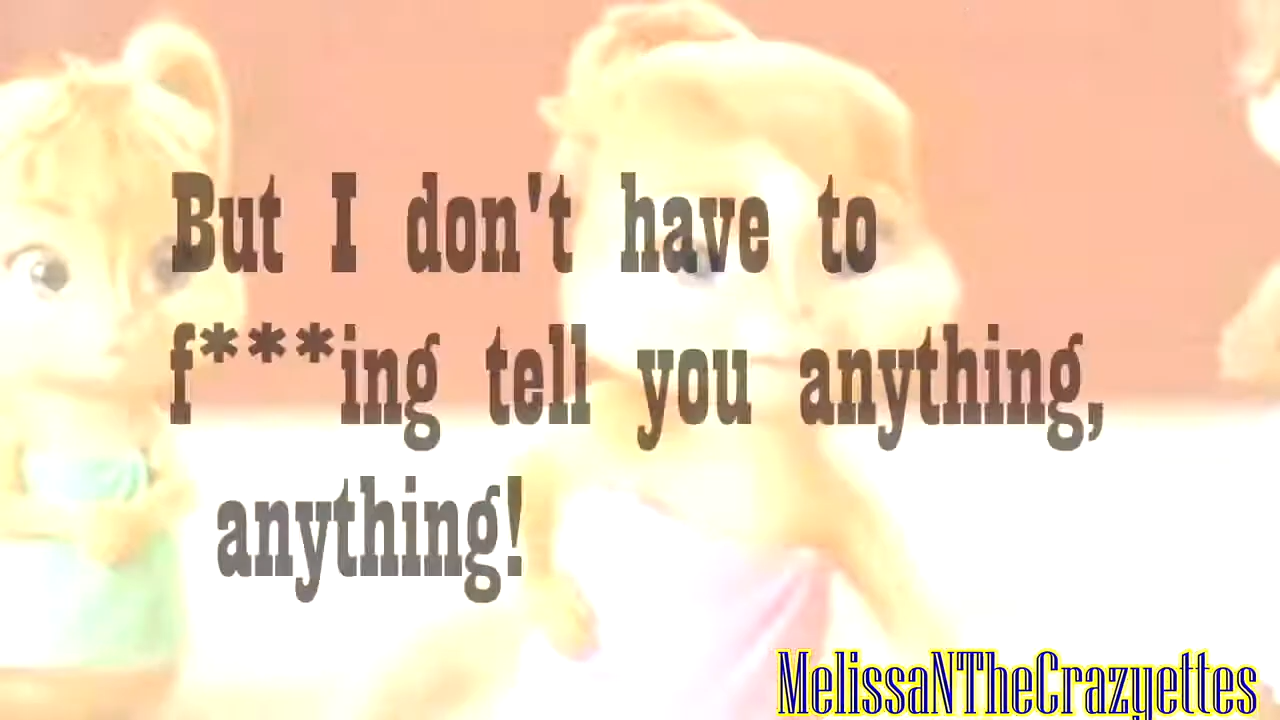 But I don't have to
f***ing tell you anything,
anything!
MelissaNTheCrazyettes